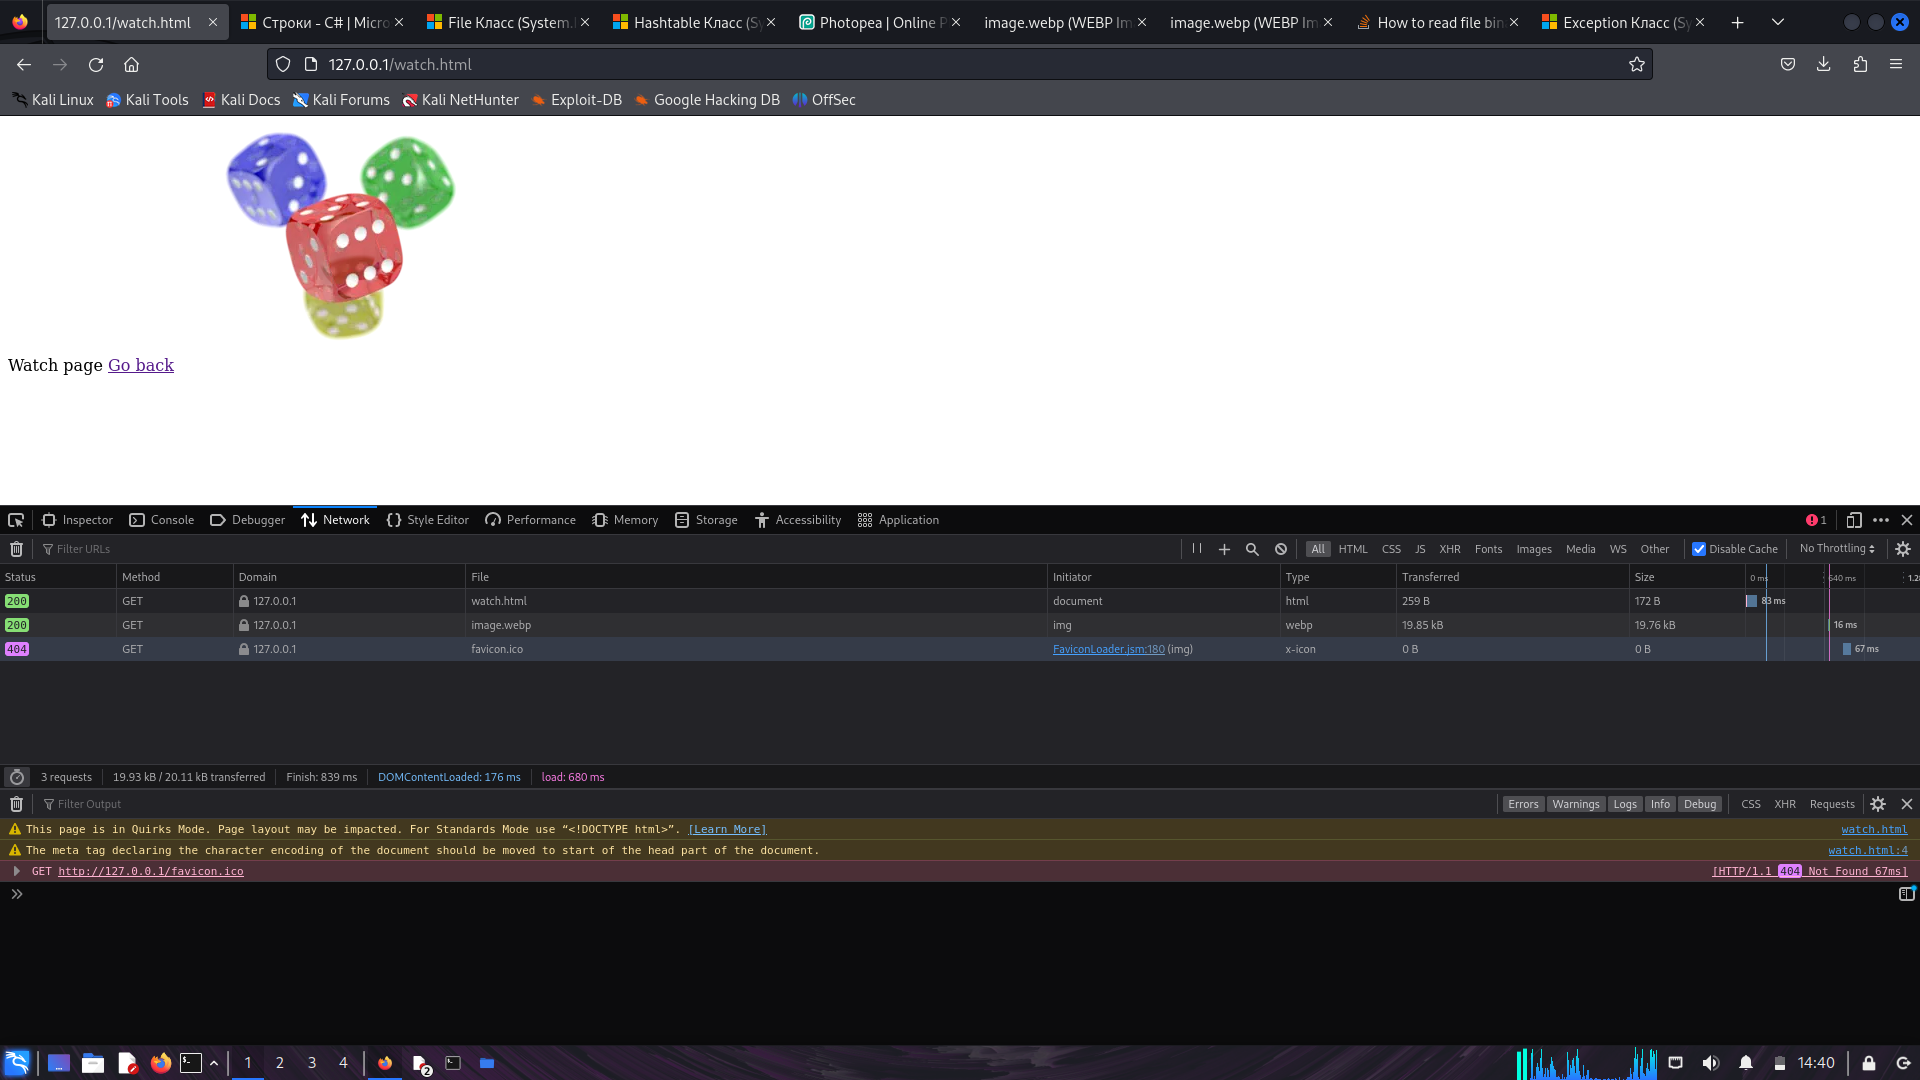 127.0.0.1/watch.html
Строки - C# | Micro
File Класс (System.
Hashtable Класс (Sy
Photopea | Online P
image.webp (WEBP Im
image.webp (WEBP Im
How to read file bin
Exception Класс (Sy
127.0.0.1/watch.html
Kali Linux Kali Tools Kali Docs Kali Forums Kali NetHunter Exploit-DB Google Hacking DB OffSec
Watch page Go back
Inspector Console Debugger Network Style Editor Performance Memory Storage Accessibility Application 1
Filter URLs All HTML CSS JS XHR Fonts Images Media WS Other Disable Cache No Throttling
Status Method Domain File Initiator Type Transferred Size 0 ms 640 ms 1.28
200 GET 127.0.0.1 watch.html document html 259 B 172 B 83 ms
200 GET 127.0.0.1 image.webp img webp 19.85 kB 19.76 kB 16 ms
404 GET 127.0.0.1 favicon.ico FaviconLoader.jsm:180 (img) x-icon 0 B 0 B 67 ms
3 requests 19.93 kB / 20.11 kB transferred Finish: 839 ms DOMContentLoaded: 176 ms load: 680 ms
Filter Output Errors Warnings Logs Info Debug CSS XHR Requests
This page is in Quirks Mode. Page layout may be impacted. For Standards Mode use “<!DOCTYPE html>”. [Learn More] watch.html
The meta tag declaring the character encoding of the document should be moved to start of the head part of the document. watch.html:4
GET http://127.0.0.1/favicon.ico [HTTP/1.1 404 Not Found 67ms]
1 2 3 4 2 14:40